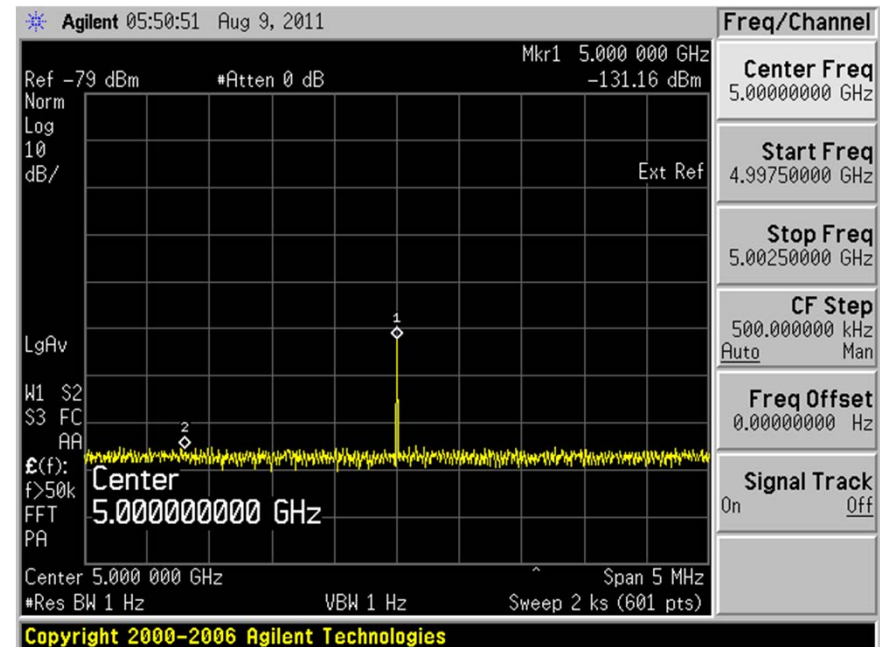 Agilent 05:50:51 Aug 9, 2011
Freq/Channel
Mkr1 5.000 000 GHz
Ref -79 dBm #Atten 0 dB -131.16 dBm
Norm
Log
10
dB/
Ext Ref
1
LgAv
W1 S2
S3 FC
AA
2
£(f):
f>50k
FFT
PA
Center
5.000000000 GHz
Center 5.000 000 GHz ^ Span 5 MHz
#Res BW 1 Hz VBW 1 Hz Sweep 2 ks (601 pts)
Copyright 2000-2006 Agilent Technologies
Center Freq
5.00000000 GHz
Start Freq
4.99750000 GHz
Stop Freq
5.00250000 GHz
CF Step
500.000000 kHz
Auto Man
Freq Offset
0.00000000 Hz
Signal Track
On Off